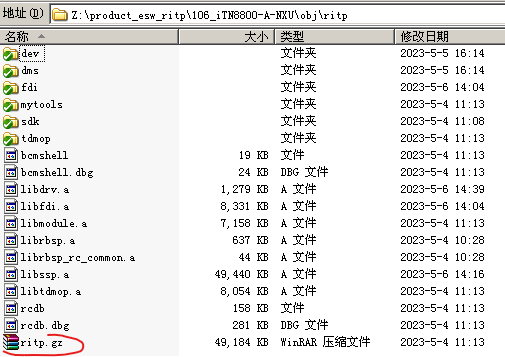 地址(D) Z:\product_esw_ritp\106_iTN8800-A-NXU\obj\ritp
名称 大小 类型 修改日期
dev 文件夹 2023-5-5 16:14
dms 文件夹 2023-5-5 16:14
fdi 文件夹 2023-5-6 14:04
mytools 文件夹 2023-5-4 11:13
sdk 文件夹 2023-5-4 11:08
tdmop 文件夹 2023-5-4 11:13
bcmshell 19 KB 文件 2023-5-4 11:13
bcmshell.dbg 24 KB DBG 文件 2023-5-4 11:13
libdrv.a 1,279 KB A 文件 2023-5-6 14:39
libfdi.a 8,331 KB A 文件 2023-5-6 14:04
libmodule.a 7,158 KB A 文件 2023-5-4 11:13
librbsp.a 637 KB A 文件 2023-5-4 10:28
librbsp_rc_common.a 44 KB A 文件 2023-5-4 10:28
libssp.a 49,440 KB A 文件 2023-5-6 14:16
libtdmop.a 8,054 KB A 文件 2023-5-4 11:13
rcdb 158 KB 文件 2023-5-4 11:13
rcdb.dbg 281 KB DBG 文件 2023-5-4 11:13
ritp.gz 49,184 KB WinRAR 压缩文件 2023-5-4 11:13